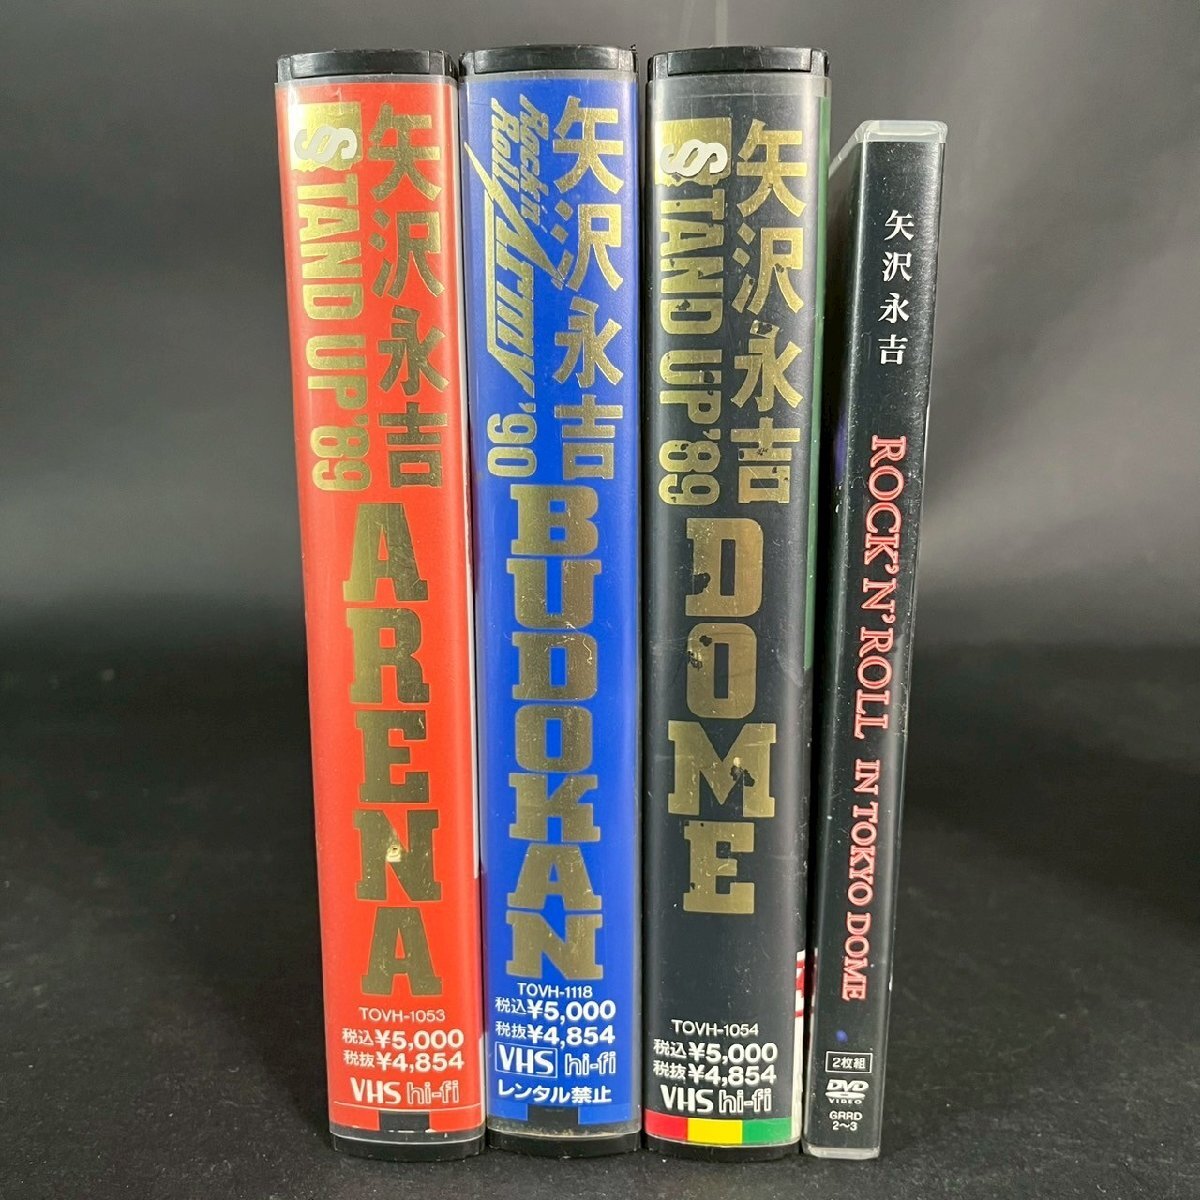 矢沢永吉
STAND UP '89
ARENA
TOVH-1053
税込¥5,000
税抜¥4,854
VHS hi-fi
矢沢永吉
Rock'n Roll Army '90
BUDOKAN
TOVH-1118
税込¥5,000
税抜¥4,854
VHS hi-fi
レンタル禁止
矢沢永吉
STAND UP '89
DOME
TOVH-1054
税込¥5,000
税抜¥4,854
VHS hi-fi
矢沢永吉
ROCK'N'ROLL IN TOKYO DOME
2枚組
DVD
VIDEO
GRRD
2~3